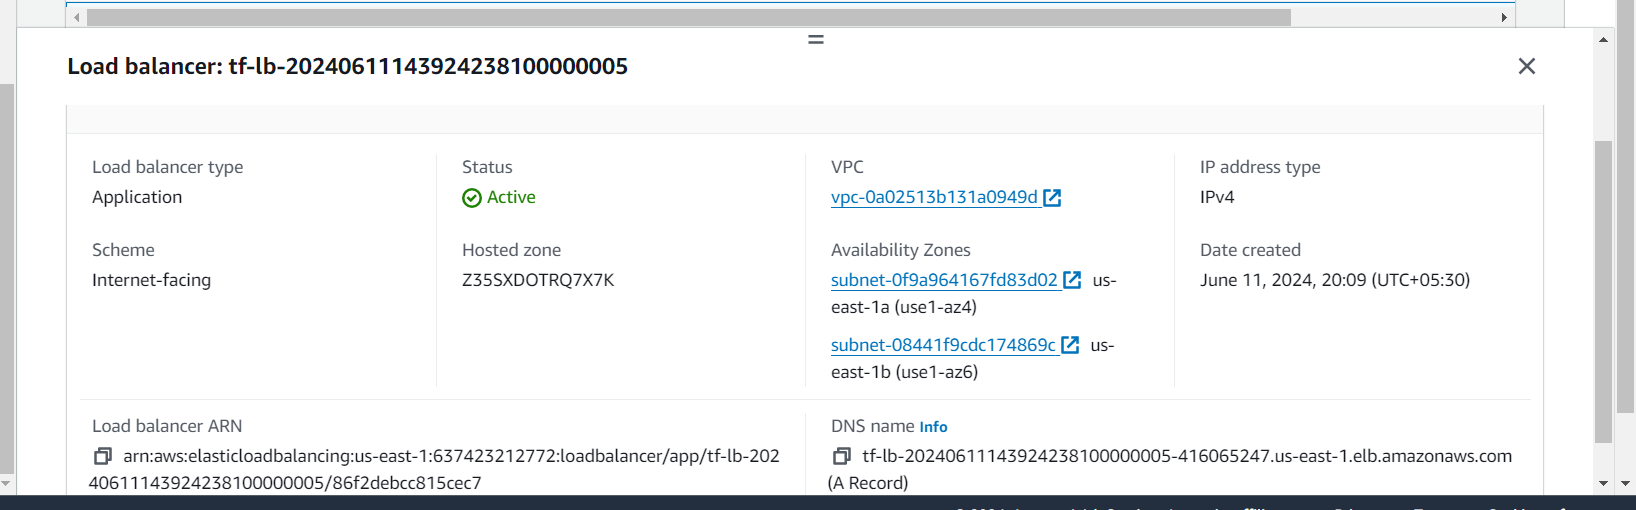 Load balancer: tf-lb-20240611143924238100000005
Load balancer type
Application
Status
Active
VPC
vpc-0a02513b131a0949d
IP address type
IPv4
Scheme
Internet-facing
Hosted zone
Z35SXDOTRQ7X7K
Availability Zones
subnet-0f9a964167fd83d02 us-
east-1a (use1-az4)
subnet-08441f9cdc174869c us-
east-1b (use1-az6)
Date created
June 11, 2024, 20:09 (UTC+05:30)
Load balancer ARN
arn:aws:elasticloadbalancing:us-east-1:637423212772:loadbalancer/app/tf-lb-202
40611143924238100000005/86f2debcc815cec7
DNS name Info
tf-lb-20240611143924238100000005-416065247.us-east-1.elb.amazonaws.com
(A Record)